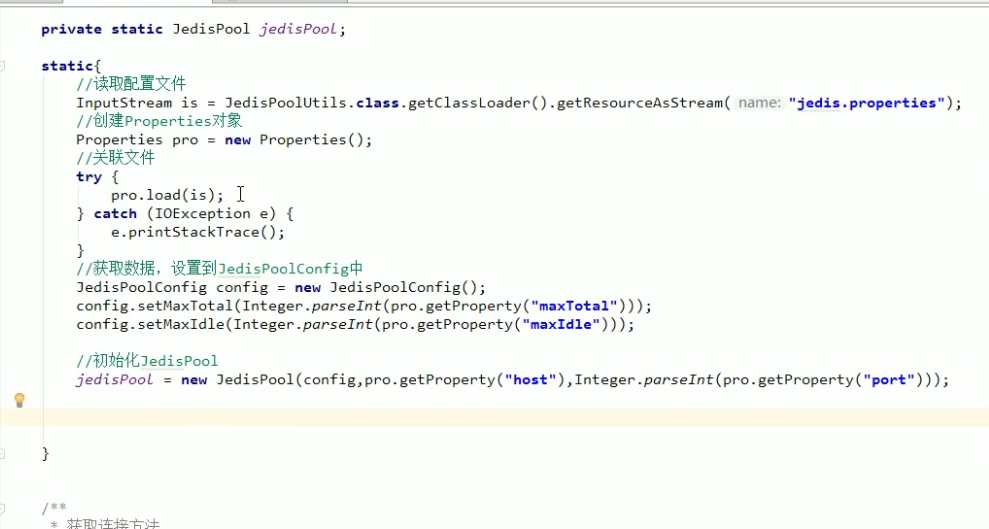 private static JedisPool jedisPool;
static{
//读取配置文件
InputStream is = JedisPoolUtils.class.getClassLoader().getResourceAsStream( name: "jedis.properties");
//创建Properties对象
Properties pro = new Properties();
//关联文件
try {
pro.load(is);
} catch (IOException e) {
e.printStackTrace();
}
//获取数据，设置到JedisPoolConfig中
JedisPoolConfig config = new JedisPoolConfig();
config.setMaxTotal(Integer.parseInt(pro.getProperty("maxTotal")));
config.setMaxIdle(Integer.parseInt(pro.getProperty("maxIdle")));
//初始化JedisPool
jedisPool = new JedisPool(config,pro.getProperty("host"),Integer.parseInt(pro.getProperty("port")));
}
/**
* 获取连接方法